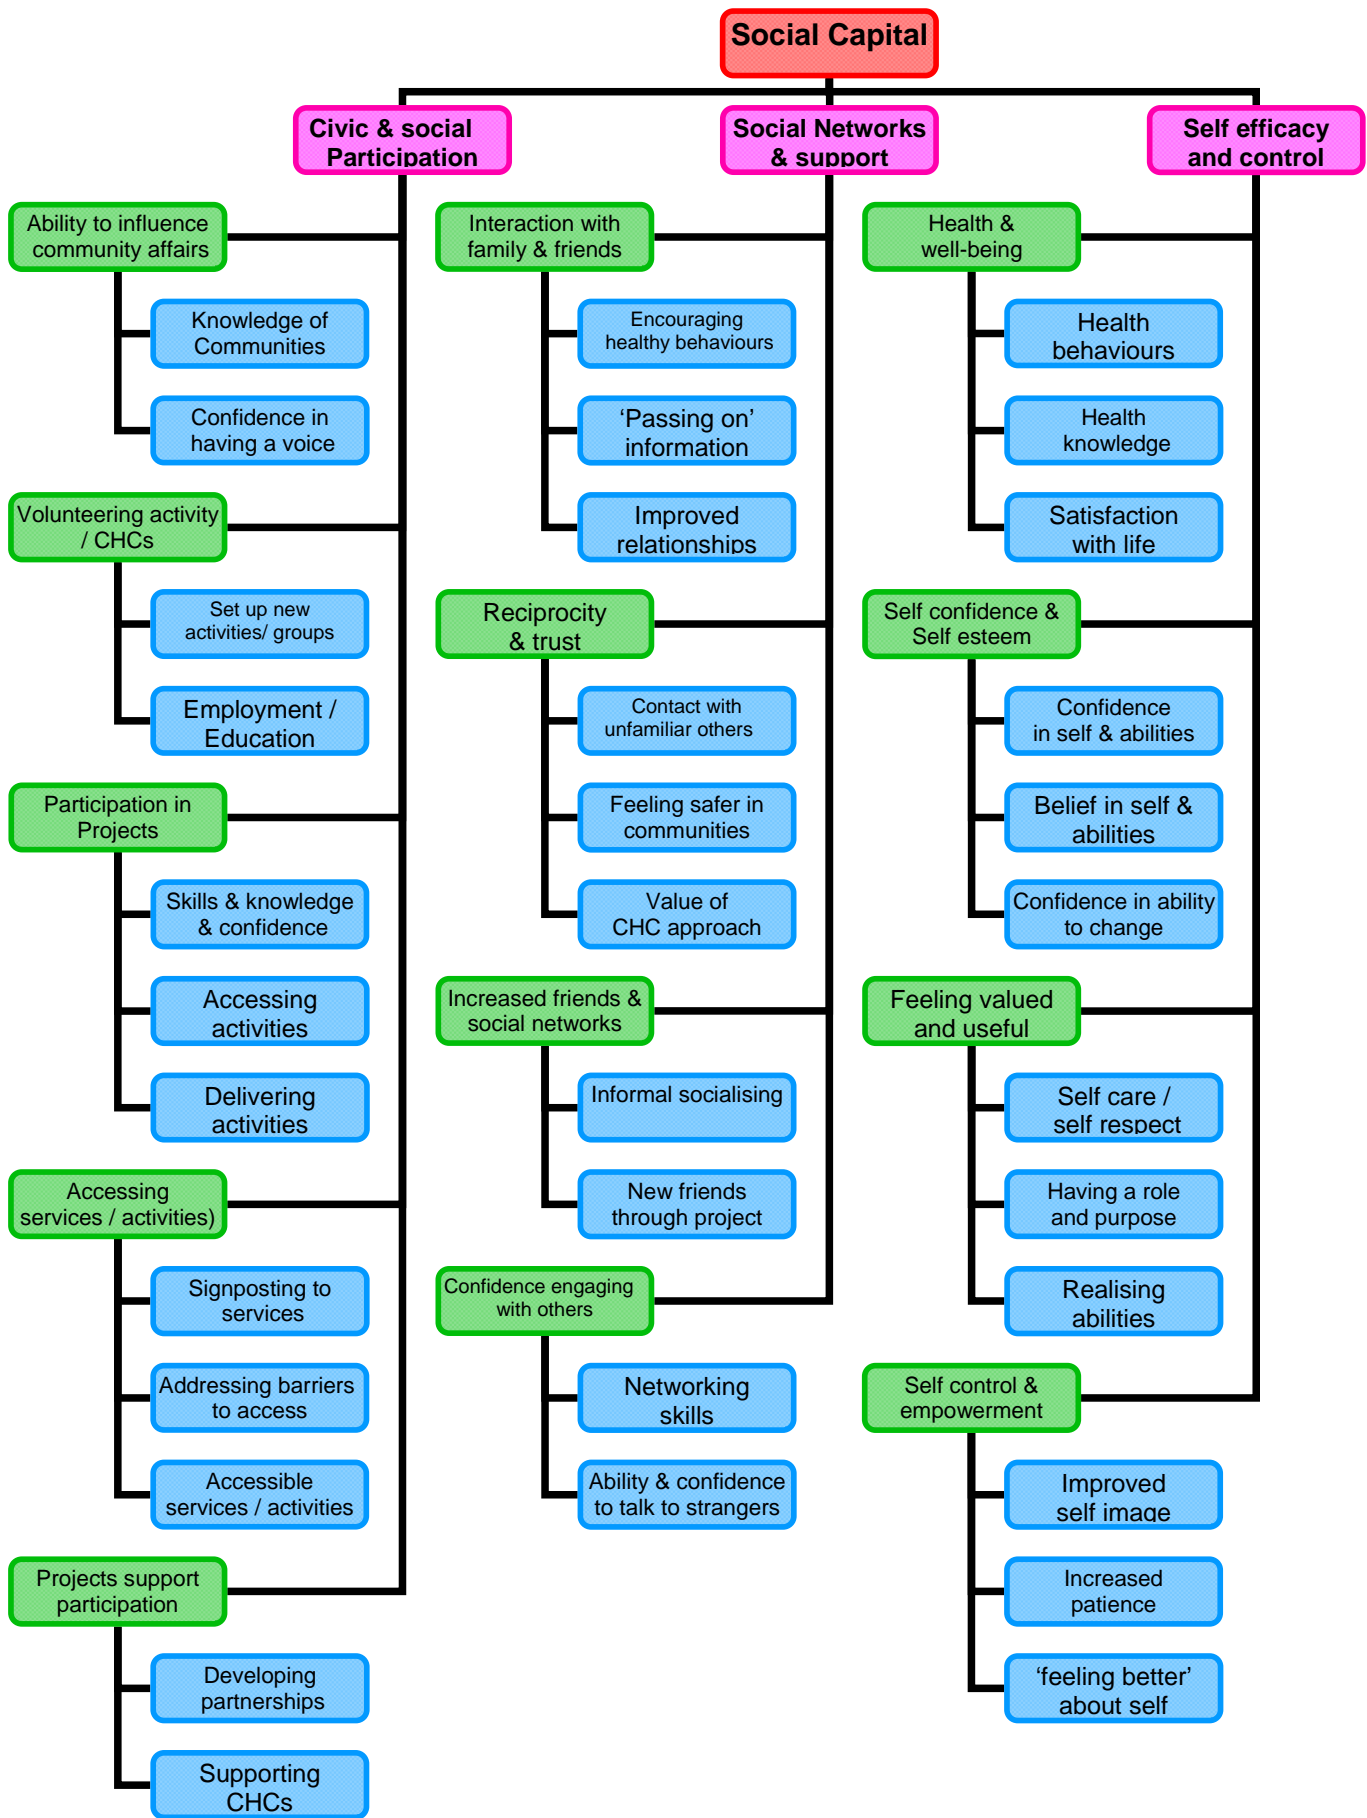 Social Capital
Civic & social
Participation
Social Networks
& support
Self efficacy
and control
Ability to influence
community affairs
Knowledge of
Communities
Confidence in
having a voice
Volunteering activity
/ CHCs
Set up new
activities/ groups
Employment /
Education
Participation in
Projects
Skills & knowledge
& confidence
Accessing
activities
Delivering
activities
Accessing
services / activities)
Signposting to
services
Addressing barriers
to access
Accessible
services / activities
Projects support
participation
Developing
partnerships
Supporting
CHCs
Interaction with
family & friends
Encouraging
healthy behaviours
‘Passing on’
information
Improved
relationships
Reciprocity
& trust
Contact with
unfamiliar others
Feeling safer in
communities
Value of
CHC approach
Increased friends &
social networks
Informal socialising
New friends
through project
Confidence engaging
with others
Networking
skills
Ability & confidence
to talk to strangers
Health &
well-being
Health
behaviours
Health
knowledge
Satisfaction
with life
Self confidence &
Self esteem
Confidence
in self & abilities
Belief in self &
abilities
Confidence in ability
to change
Feeling valued
and useful
Self care /
self respect
Having a role
and purpose
Realising
abilities
Self control &
empowerment
Improved
self image
Increased
patience
‘feeling better’
about self